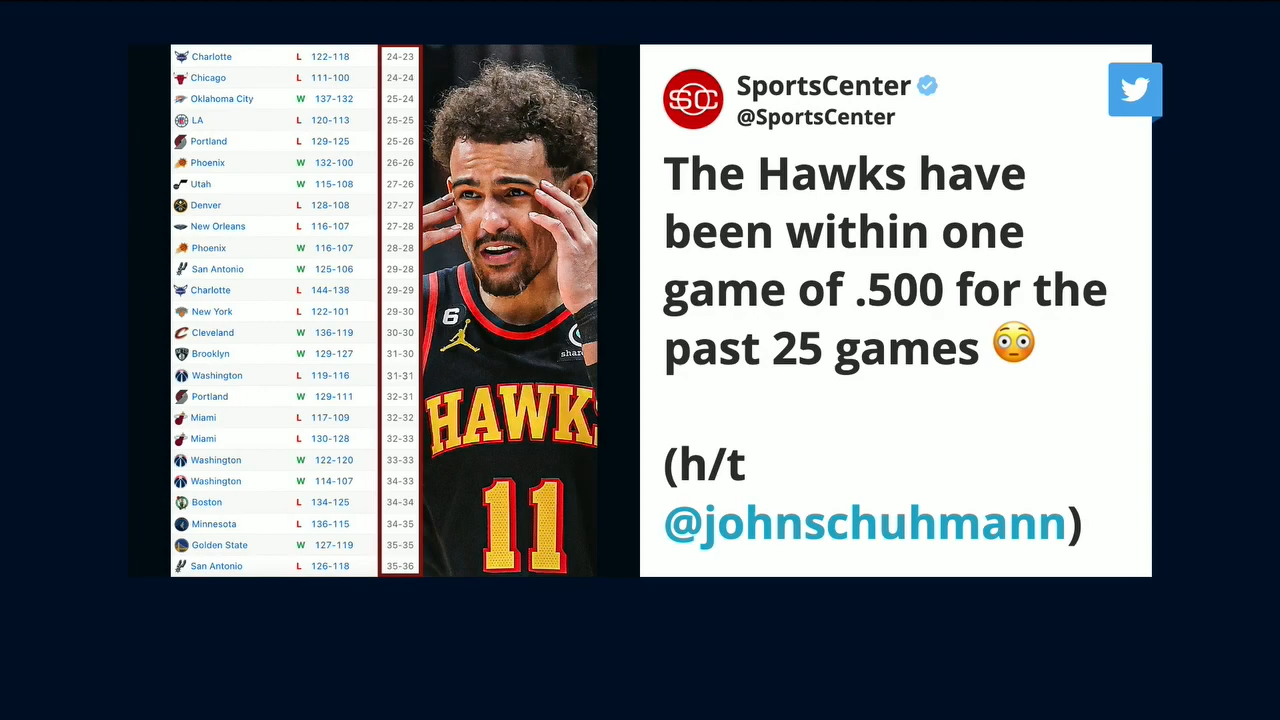 Charlotte L 122-118 24-23
Chicago L 111-100 24-24
Oklahoma City W 137-132 25-24
LA L 120-113 25-25
Portland L 129-125 25-26
Phoenix W 132-100 26-26
Utah W 115-108 27-26
Denver L 128-108 27-27
New Orleans L 116-107 27-28
Phoenix W 116-107 28-28
San Antonio W 125-106 29-28
Charlotte L 144-138 29-29
New York L 122-101 29-30
Cleveland W 136-119 30-30
Brooklyn W 129-127 31-30
Washington L 119-116 31-31
Portland W 129-111 32-31
Miami L 117-109 32-32
Miami L 130-128 32-33
Washington W 122-120 33-33
Washington W 114-107 34-33
Boston L 134-125 34-34
Minnesota L 136-115 34-35
Golden State W 127-119 35-35
San Antonio L 126-118 35-36
6
share
HAWKS
11
SC
SportsCenter
@SportsCenter
The Hawks have
been within one
game of .500 for the
past 25 games 😳
(h/t
@johnschuhmann)